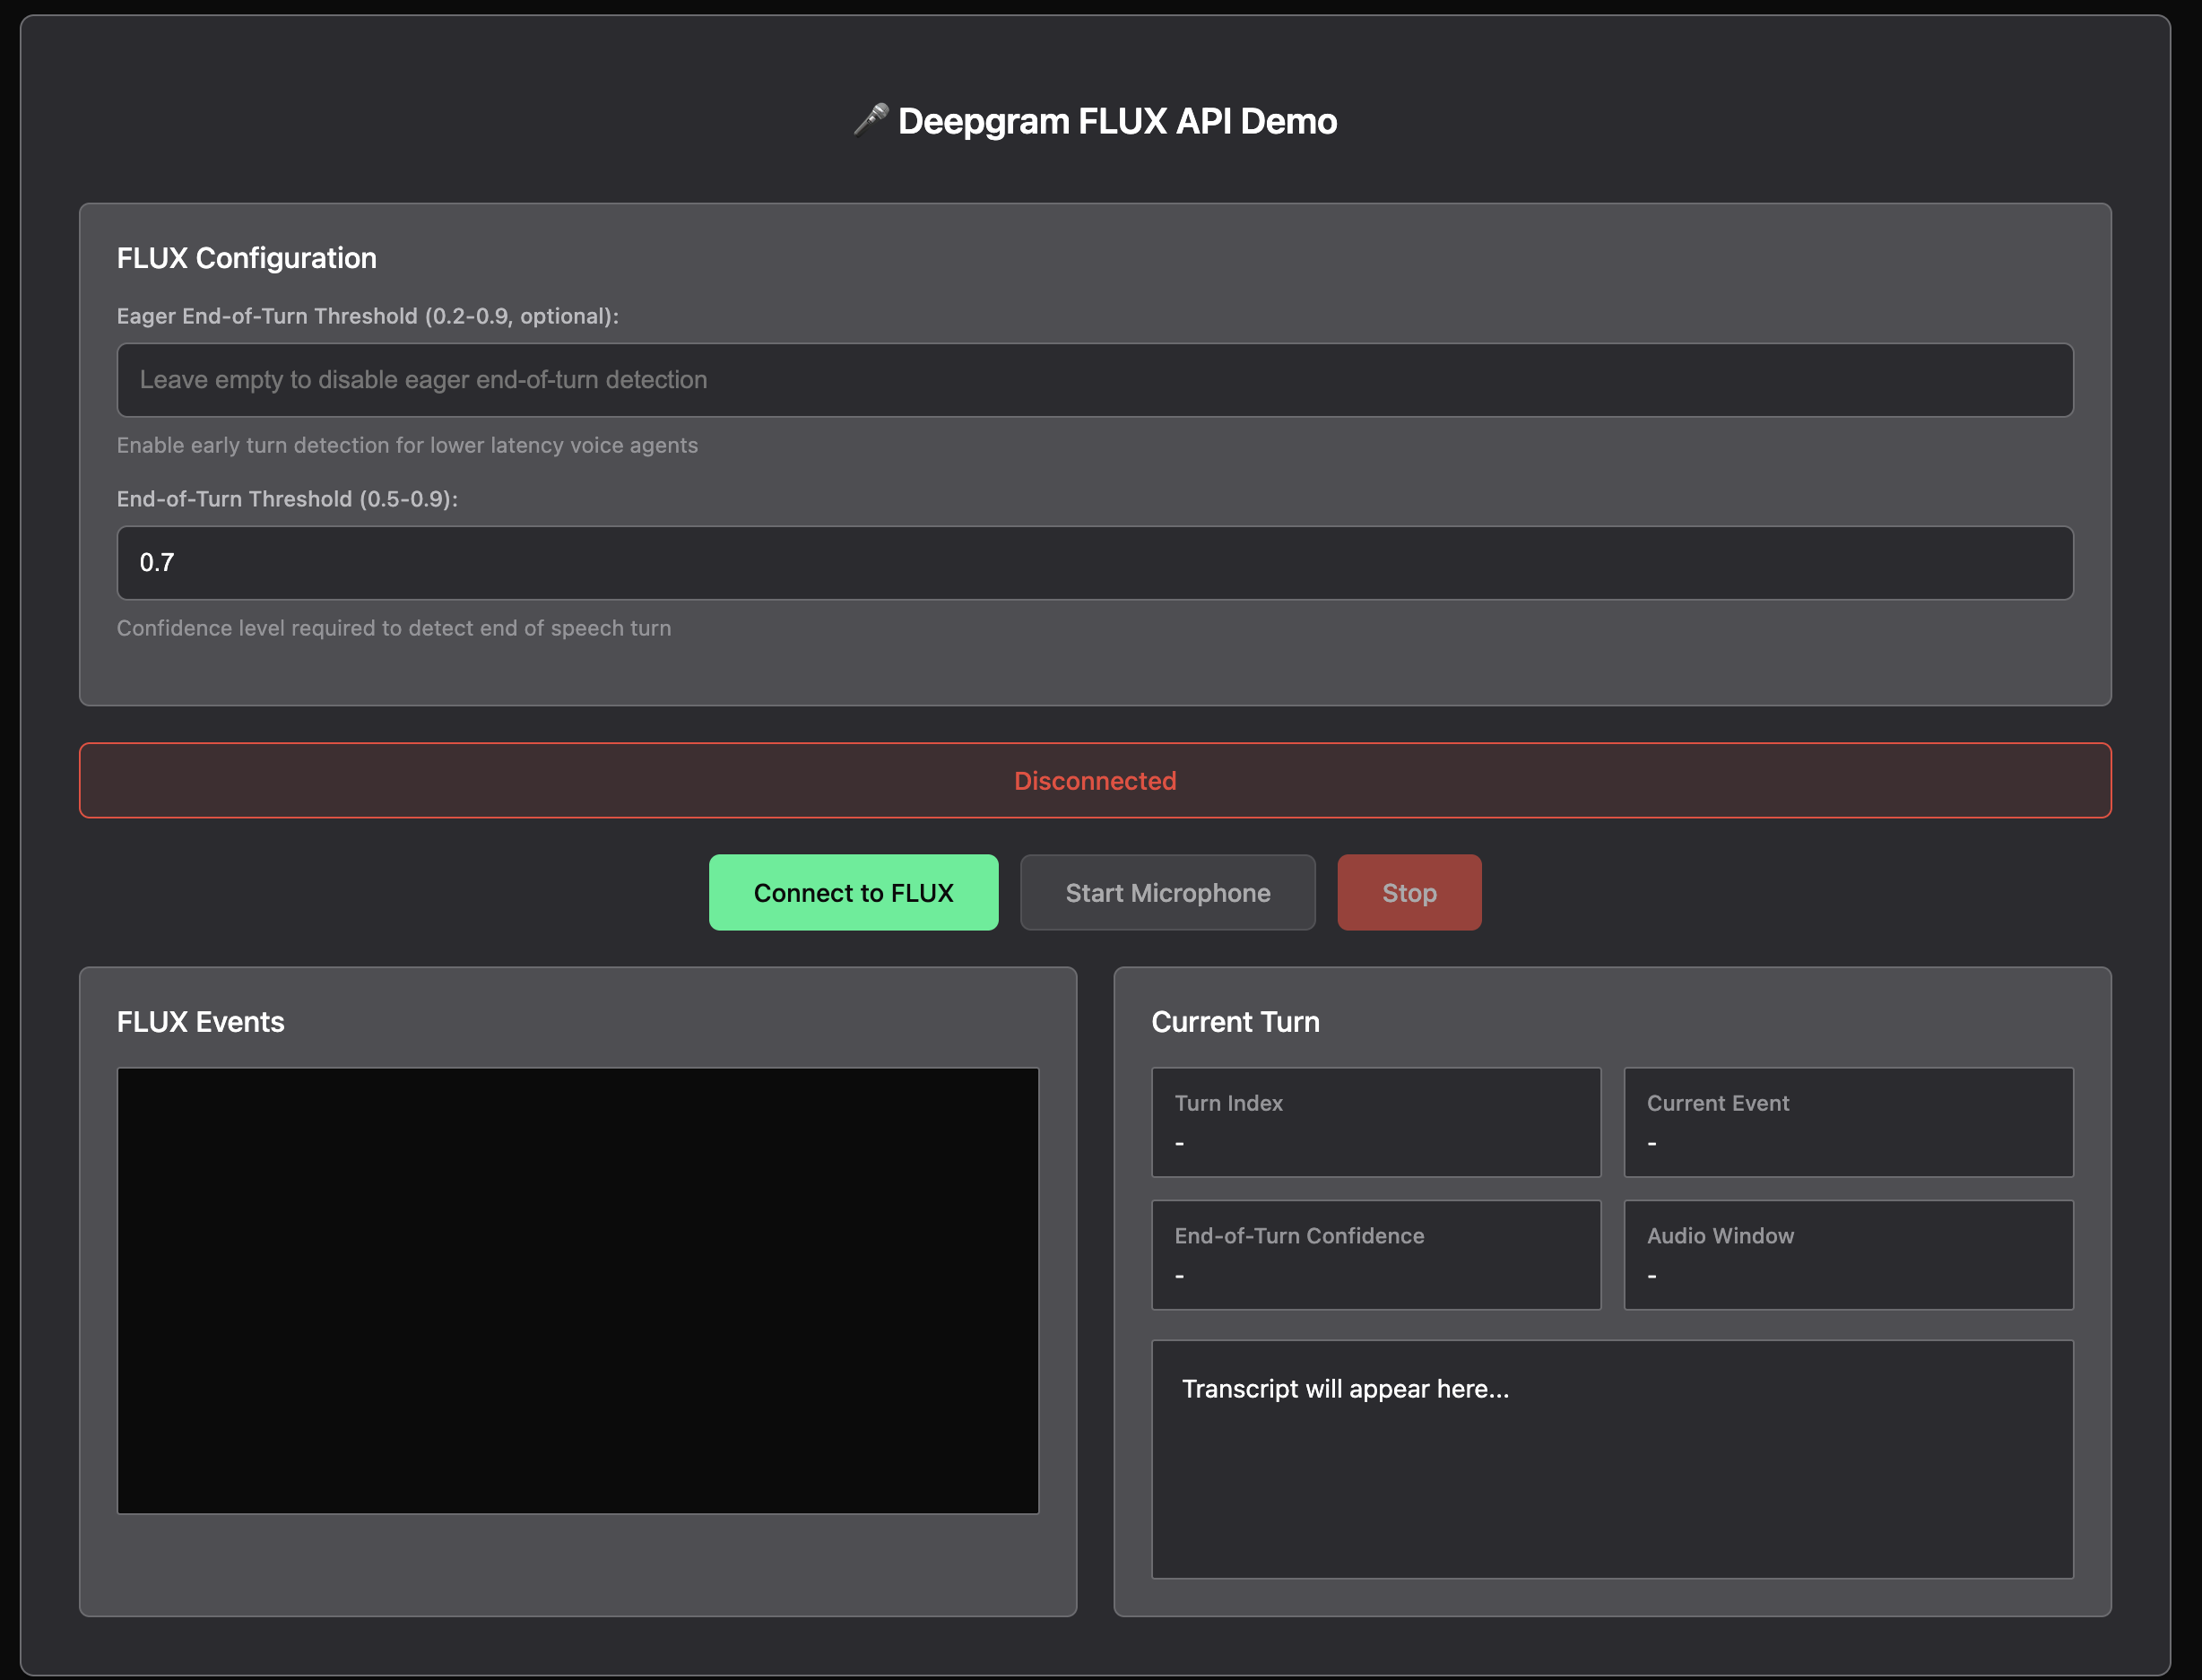 🎤 Deepgram FLUX API Demo
FLUX Configuration
Eager End-of-Turn Threshold (0.2-0.9, optional):
Leave empty to disable eager end-of-turn detection
Enable early turn detection for lower latency voice agents
End-of-Turn Threshold (0.5-0.9):
0.7
Confidence level required to detect end of speech turn
Disconnected
Connect to FLUX
Start Microphone
Stop
FLUX Events
Current Turn
Turn Index
-
Current Event
-
End-of-Turn Confidence
-
Audio Window
-
Transcript will appear here...